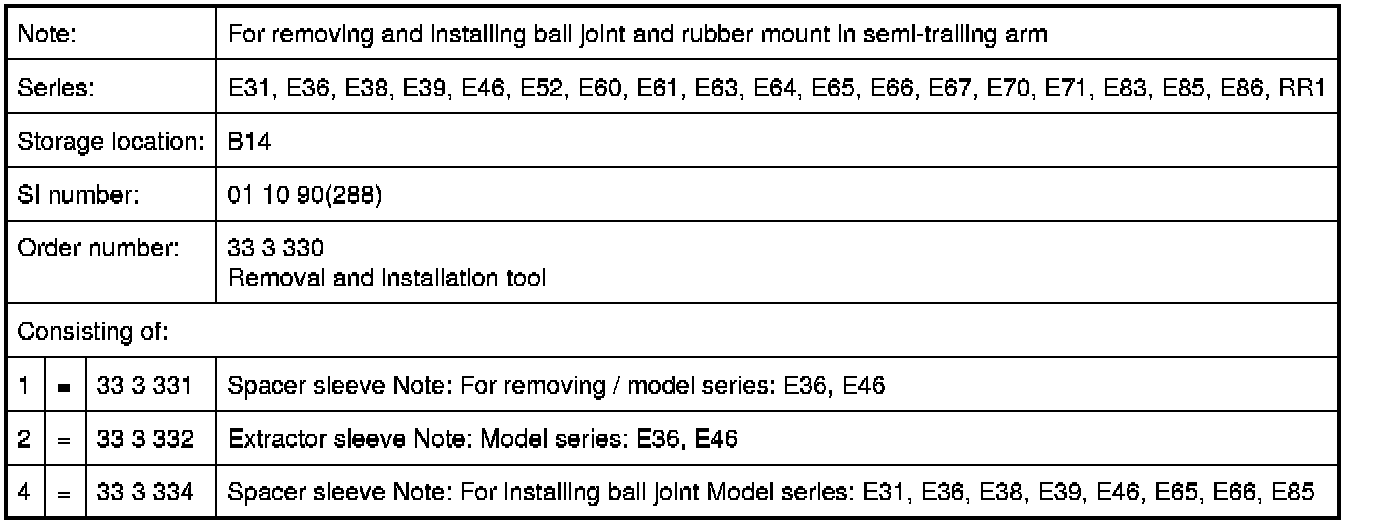 Note: For removing and installing ball joint and rubber mount in semi-trailing arm
Series: E31, E36, E38, E39, E46, E52, E60, E61, E63, E64, E65, E66, E67, E70, E71, E83, E85, E86, RR1
Storage location: B14
SI number: 01 10 90(288)
Order number: 33 3 330
Removal and installation tool
Consisting of:
1 = 33 3 331 Spacer sleeve Note: For removing / model series: E36, E46
2 = 33 3 332 Extractor sleeve Note: Model series: E36, E46
4 = 33 3 334 Spacer sleeve Note: For installing ball joint Model series: E31, E36, E38, E39, E46, E65, E66, E85